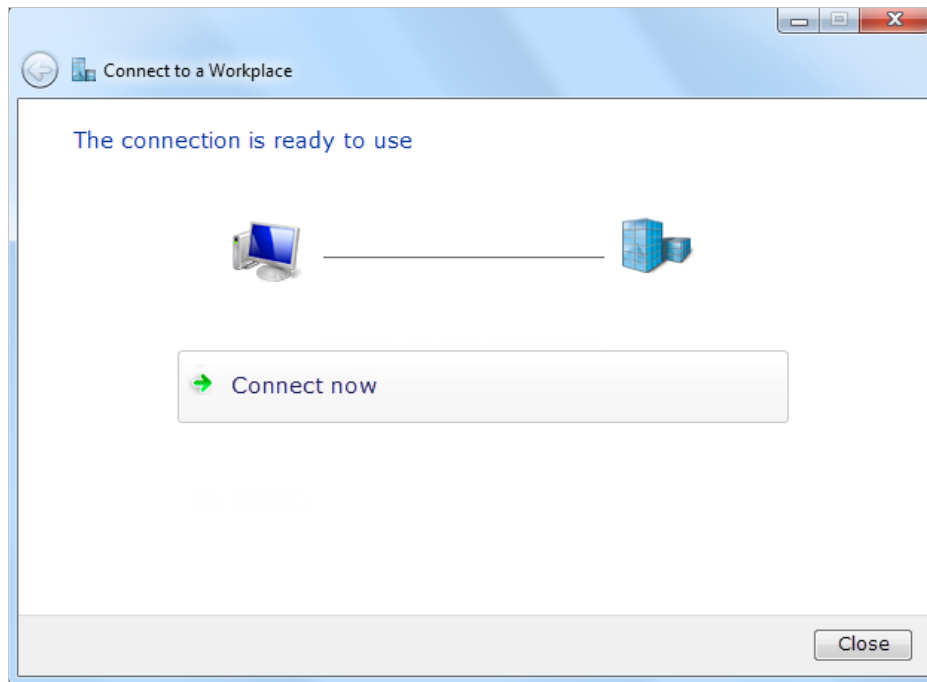 Connect to a Workplace
The connection is ready to use
Connect now
Close